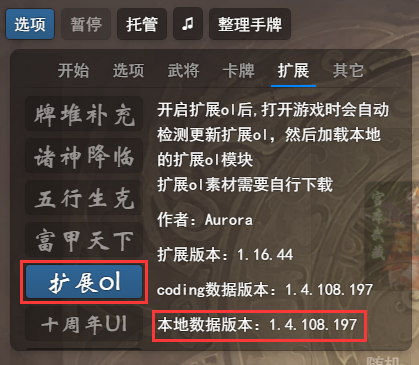 选项 暂停 托管 ♫ 整理手牌
开始 选项 武将 卡牌 扩展 其它
牌堆补充
诸神降临
五行生克
富甲天下
扩展ol
十周年UI
开启扩展ol后,打开游戏时会自动
检测更新扩展ol，然后加载本地
的扩展ol模块
扩展ol素材需要自行下载
作者：Aurora
扩展版本：1.16.44
coding数据版本：1.4.108.197
本地数据版本：1.4.108.197
随机